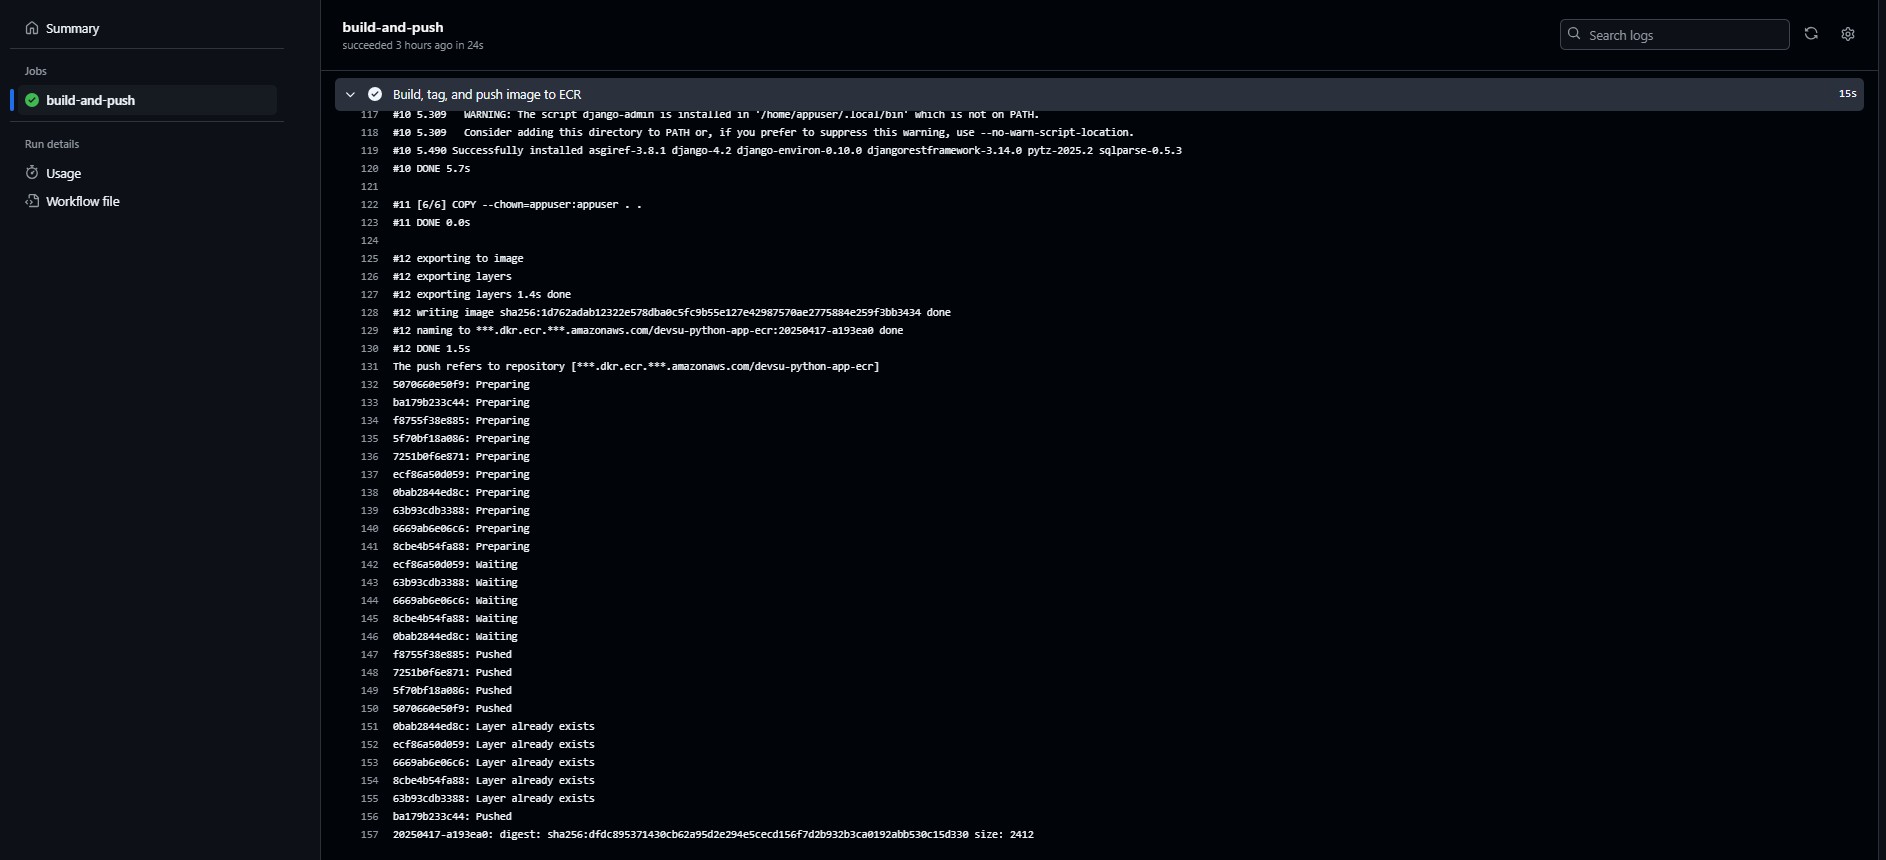 Summary
Jobs
build-and-push
Run details
Usage
Workflow file
build-and-push
succeeded 3 hours ago in 24s
Search logs
Build, tag, and push image to ECR
15s
117 #10 5.309   WARNING: The script django-admin is installed in '/home/appuser/.local/bin' which is not on PATH.
118 #10 5.309   Consider adding this directory to PATH or, if you prefer to suppress this warning, use --no-warn-script-location.
119 #10 5.490 Successfully installed asgiref-3.8.1 django-4.2 django-environ-0.10.0 djangorestframework-3.14.0 pytz-2025.2 sqlparse-0.5.3
120 #10 DONE 5.7s
121
122 #11 [6/6] COPY --chown=appuser:appuser . .
123 #11 DONE 0.0s
124
125 #12 exporting to image
126 #12 exporting layers
127 #12 exporting layers 1.4s done
128 #12 writing image sha256:1d762adab12322e578dba0c5fc9b55e127e42987570ae2775884e259f3bb3434 done
129 #12 naming to ***.dkr.ecr.***.amazonaws.com/devsu-python-app-ecr:20250417-a193ea0 done
130 #12 DONE 1.5s
131 The push refers to repository [***.dkr.ecr.***.amazonaws.com/devsu-python-app-ecr]
132 5070660e50f9: Preparing
133 ba179b233c44: Preparing
134 f8755f38e885: Preparing
135 5f70bf18a086: Preparing
136 7251b0f6e871: Preparing
137 ecf86a50d059: Preparing
138 0bab2844ed8c: Preparing
139 63b93cdb3388: Preparing
140 6669ab6e06c6: Preparing
141 8cbe4b54fa88: Preparing
142 ecf86a50d059: Waiting
143 63b93cdb3388: Waiting
144 6669ab6e06c6: Waiting
145 8cbe4b54fa88: Waiting
146 0bab2844ed8c: Waiting
147 f8755f38e885: Pushed
148 7251b0f6e871: Pushed
149 5f70bf18a086: Pushed
150 5070660e50f9: Pushed
151 0bab2844ed8c: Layer already exists
152 ecf86a50d059: Layer already exists
153 6669ab6e06c6: Layer already exists
154 8cbe4b54fa88: Layer already exists
155 63b93cdb3388: Layer already exists
156 ba179b233c44: Pushed
157 20250417-a193ea0: digest: sha256:dfdc895371430cb62a95d2e294e5cecd156f7d2b932b3ca0192abb530c15d330 size: 2412